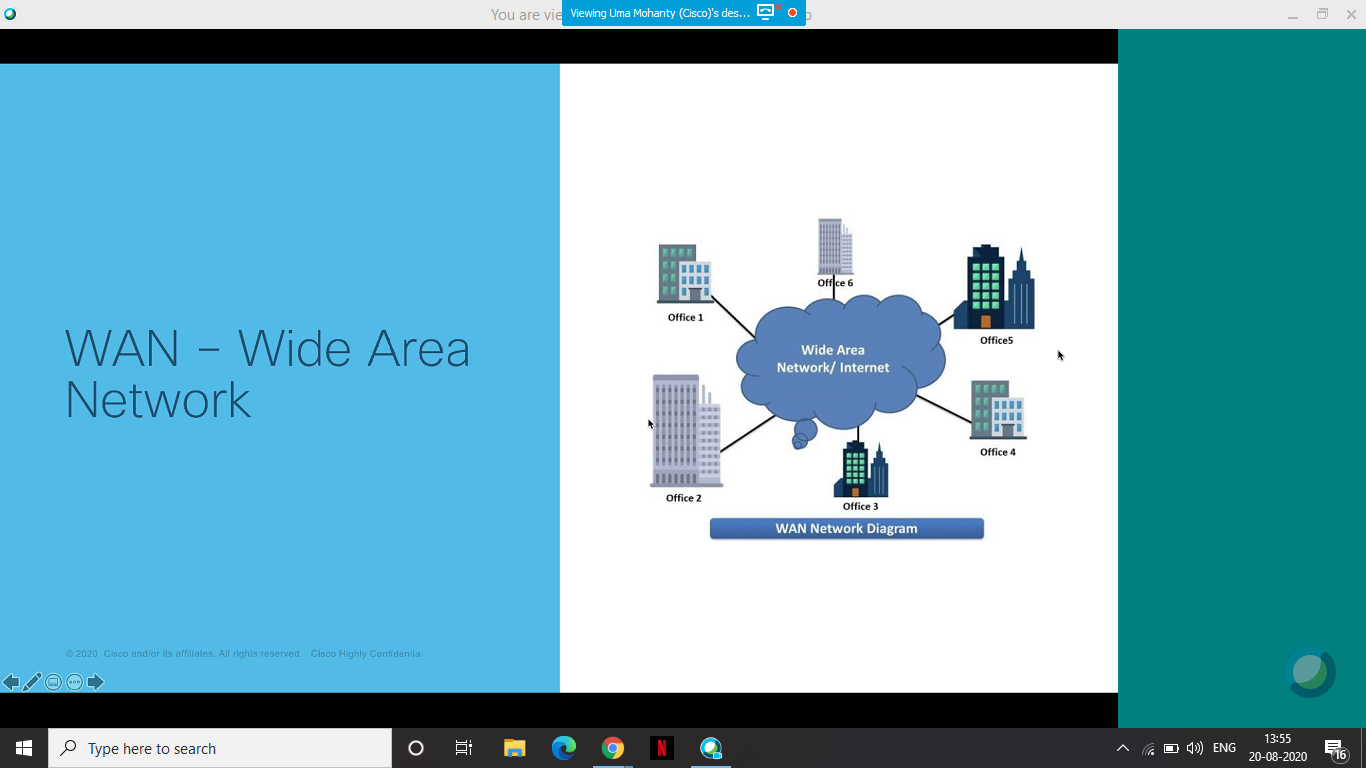 You are vie
Viewing Uma Mohanty (Cisco)'s des...
WAN – Wide Area
Network
Office 6
Office 1
Office5
Wide Area
Network/ Internet
Office 4
Office 2
Office 3
WAN Network Diagram
© 2020 Cisco and/or its affiliates. All rights reserved. Cisco Highly Confidential
Type here to search
N
ENG
13:55
20-08-2020
16